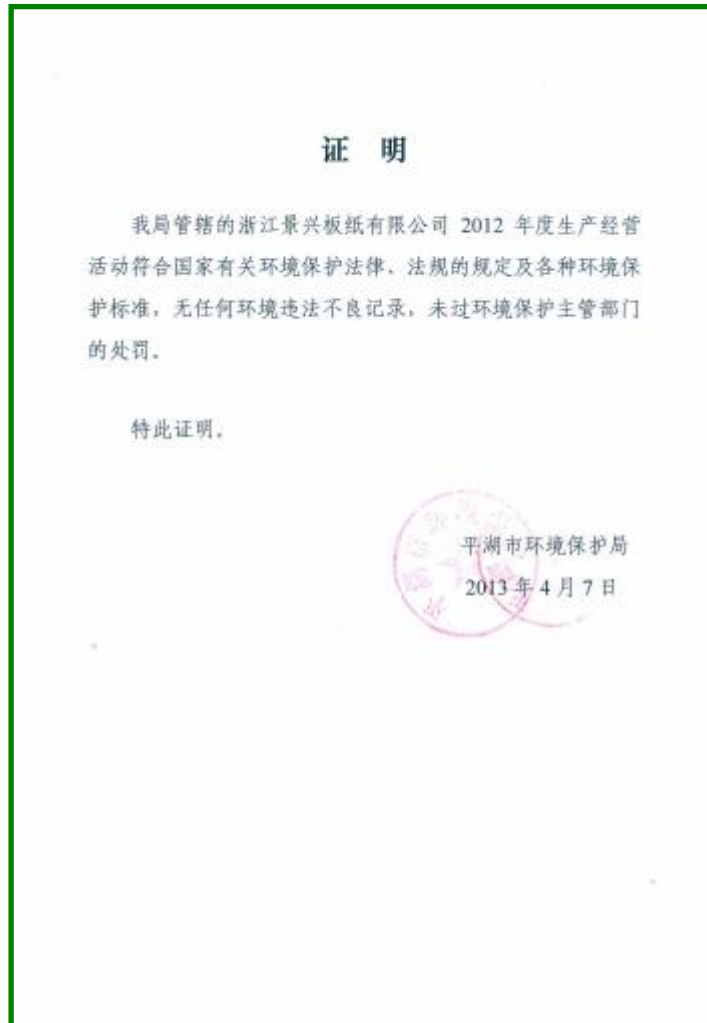 证 明
我局管辖的浙江景兴板纸有限公司 2012 年度生产经营
活动符合国家有关环境保护法律、法规的规定及各种环境保
护标准，无任何环境违法不良记录，未过环境保护主管部门
的处罚。
特此证明。
平湖市环境保护局
2013 年 4 月 7 日